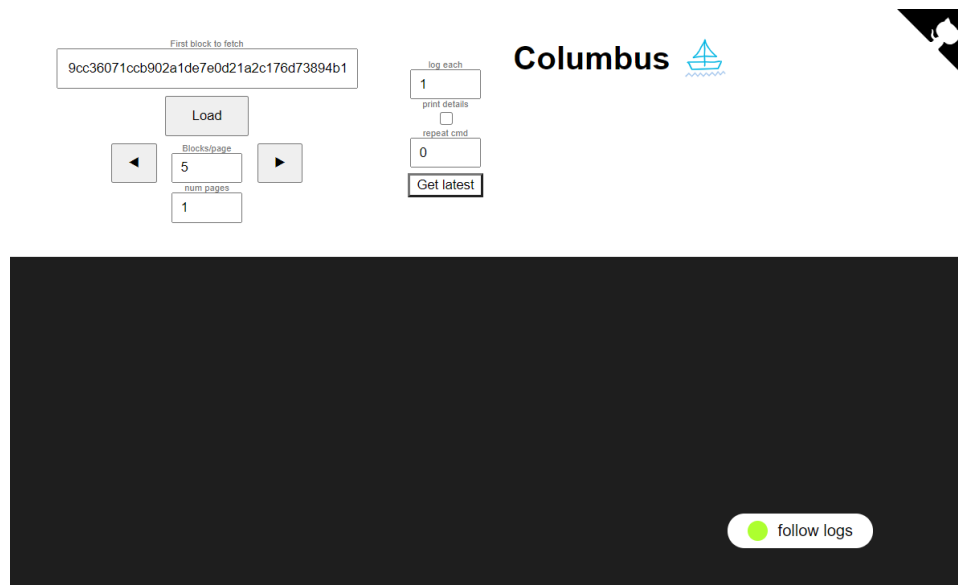 First block to fetch
9cc36071ccb902a1de7e0d21a2c176d73894b1
Load
◄
Blocks/page
5
►
num pages
1
log each
1
print details
repeat cmd
0
Get latest
Columbus
follow logs